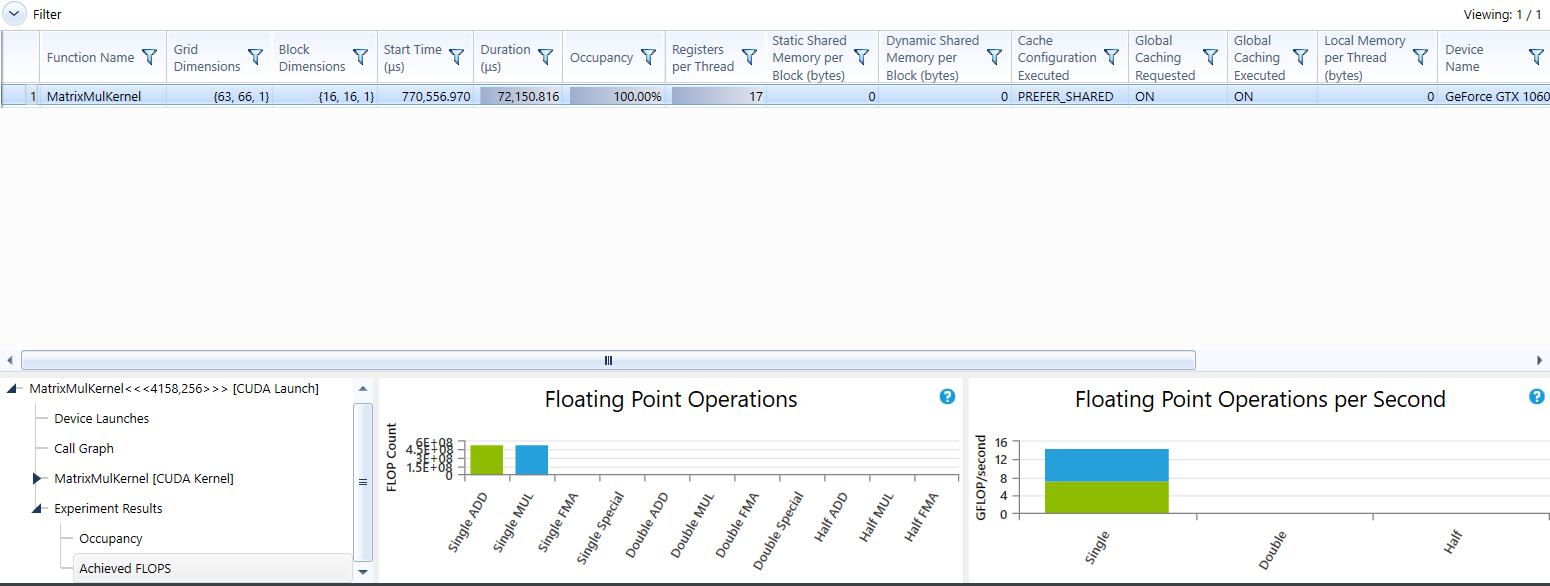 Filter
Viewing: 1 / 1
Function Name
Grid
Dimensions
Block
Dimensions
Start Time
(µs)
Duration
(µs)
Occupancy
Registers
per Thread
Static Shared
Memory per
Block (bytes)
Dynamic Shared
Memory per
Block (bytes)
Cache
Configuration
Executed
Global
Caching
Requested
Global
Caching
Executed
Local Memory
per Thread
(bytes)
Device
Name
1 MatrixMulKernel {63, 66, 1} {16, 16, 1} 770,556.970 72,150.816 100.00% 17 0 0 PREFER_SHARED ON ON 0 GeForce GTX 1060
MatrixMulKernel<<<4158,256>>> [CUDA Launch]
Device Launches
Call Graph
MatrixMulKernel [CUDA Kernel]
Experiment Results
Occupancy
Achieved FLOPS
Floating Point Operations
?
FLOP Count
6E+08
4.5E+08
3E+08
1.5E+08
0
Single ADD
Single MUL
Single FMA
Single Special
Double ADD
Double MUL
Double FMA
Double Special
Half ADD
Half MUL
Half FMA
Floating Point Operations per Second
?
GFLOP/second
16
12
8
4
0
Single
Double
Half